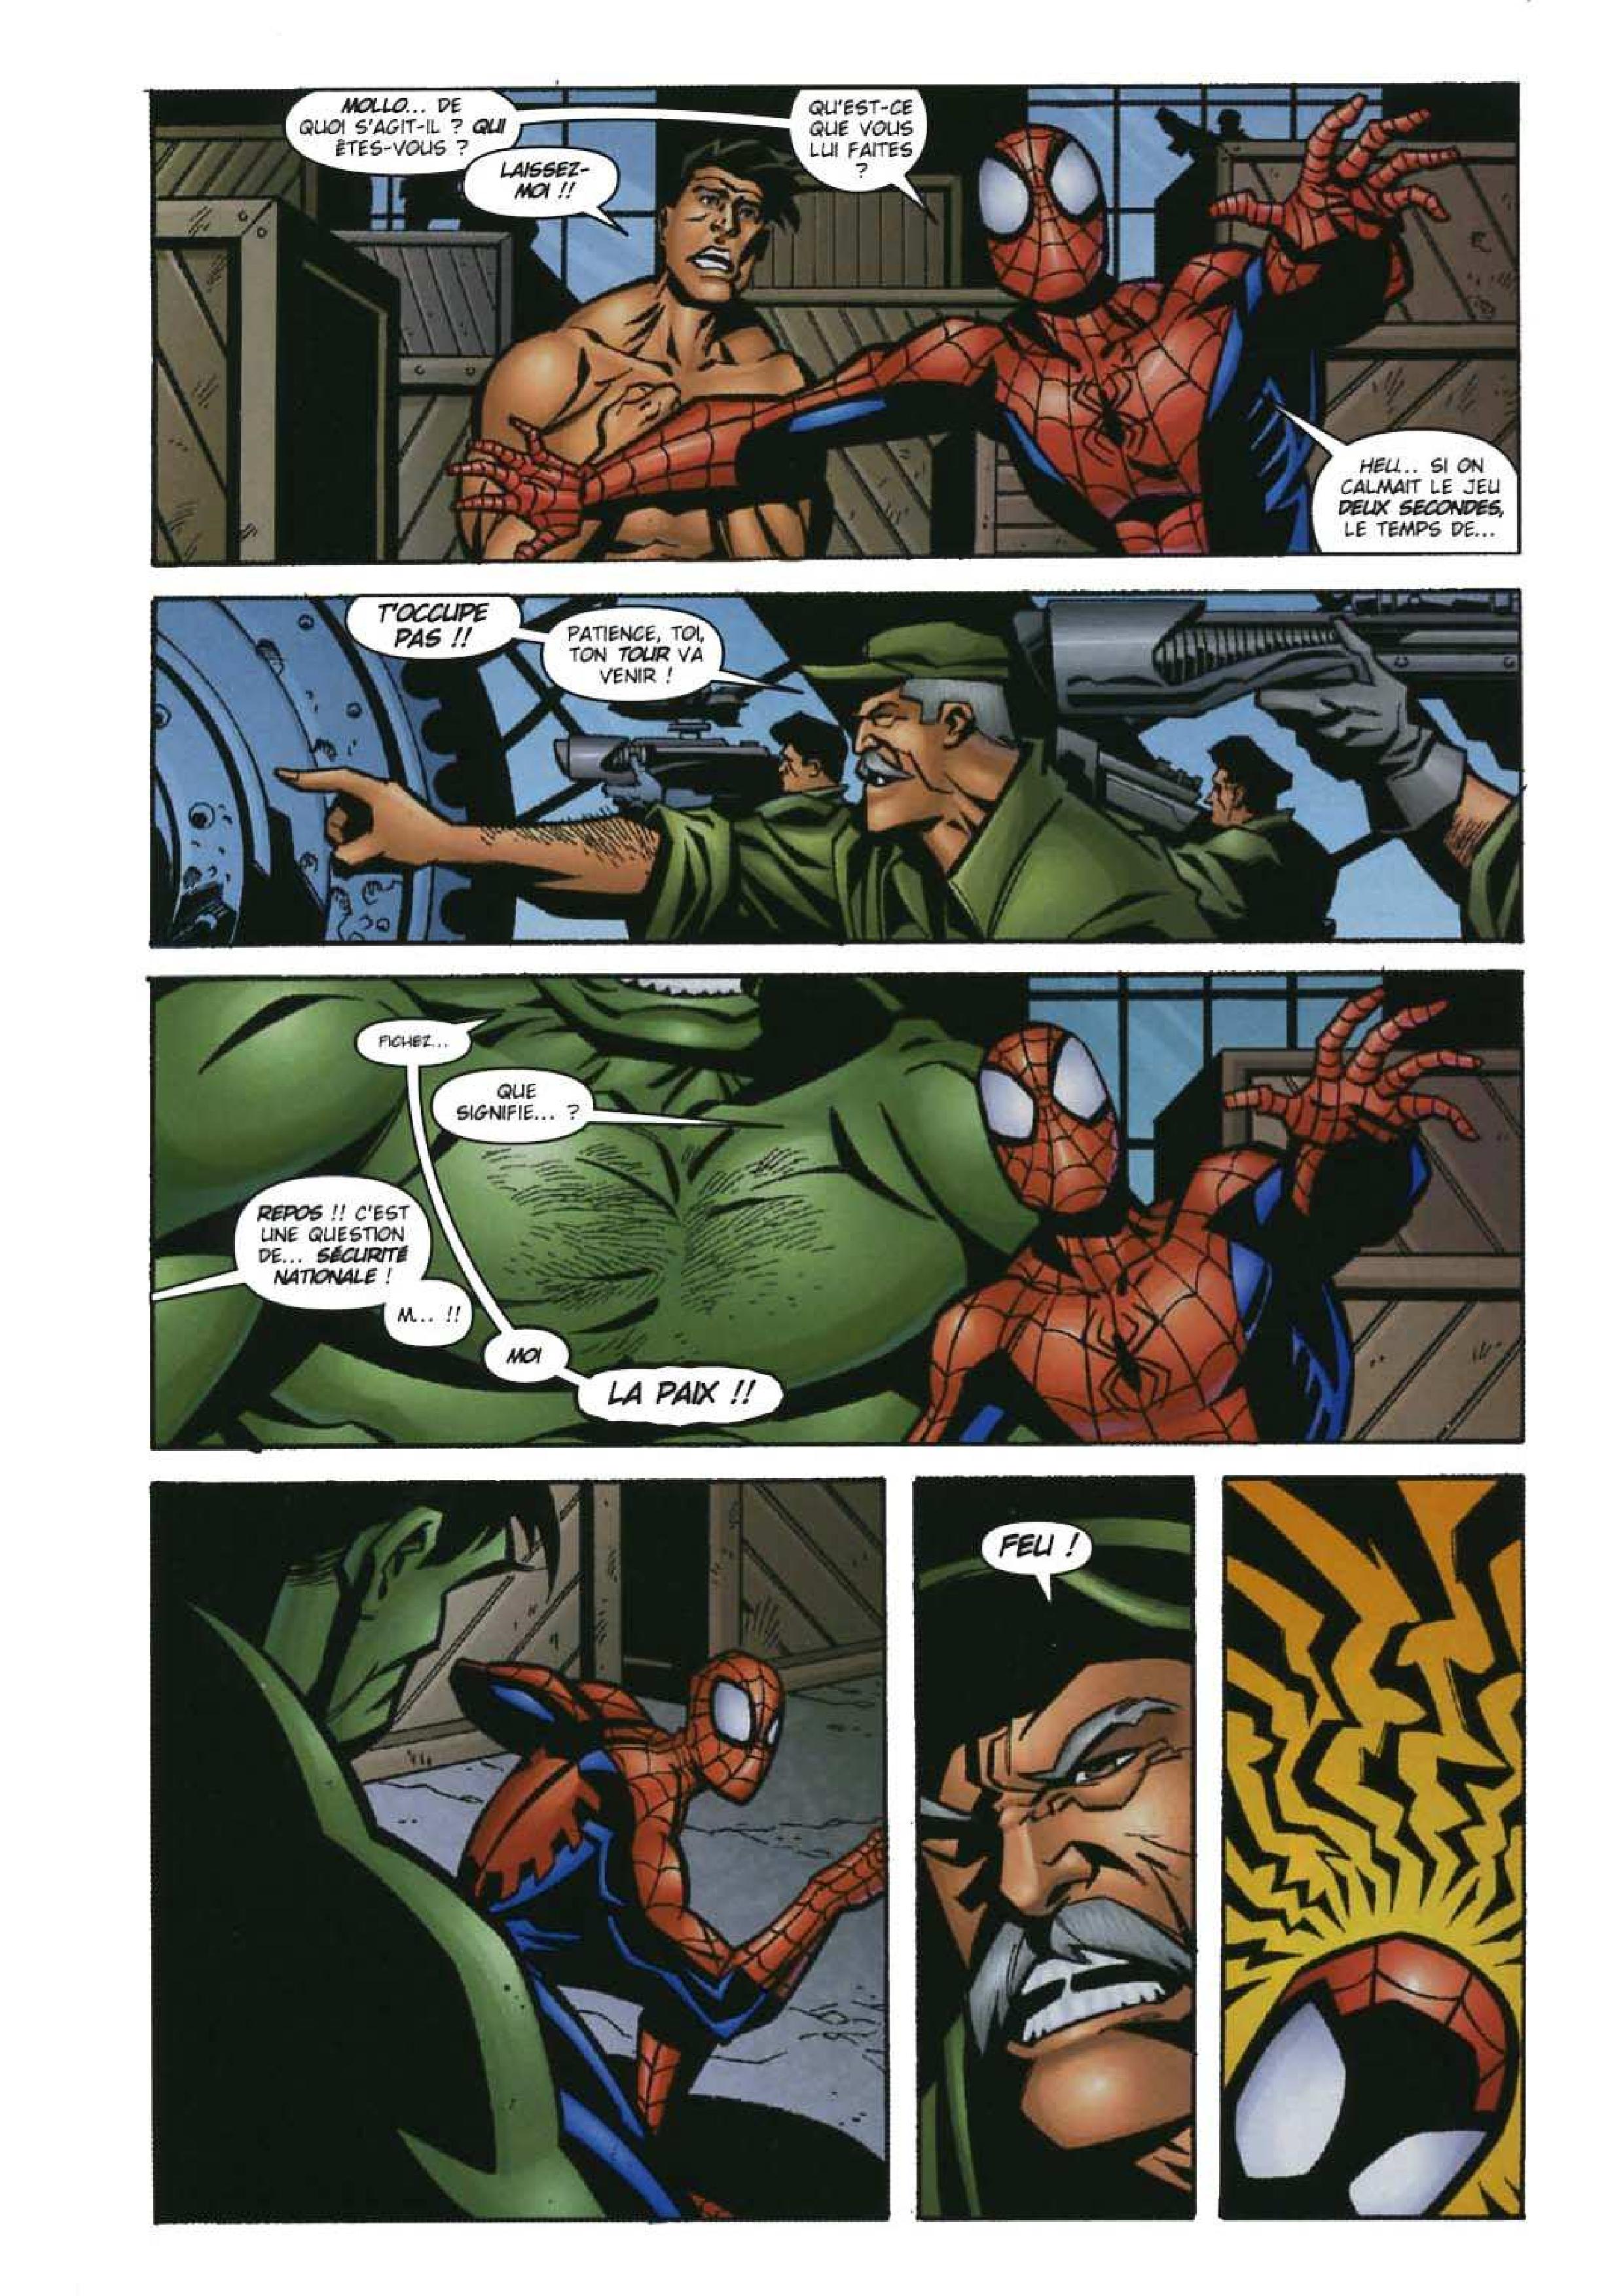 MOLLO... DE
QUOI S'AGIT-IL ? QUI
ÊTES-VOUS ?
LAISSEZ-
MOI !!
QU'EST-CE
QUE VOUS
LUI FAITES
?
HEU... SI ON
CALMAIT LE JEU
DEUX SECONDES,
LE TEMPS DE...
T'OCCUPE
PAS !!
PATIENCE, TOI,
TON TOUR VA
VENIR !
FICHEZ...
QUE
SIGNIFIE... ?
REPOS !! C'EST
UNE QUESTION
DE... SÉCURITÉ
NATIONALE !
M... !!
MOI
LA PAIX !!
FEU !